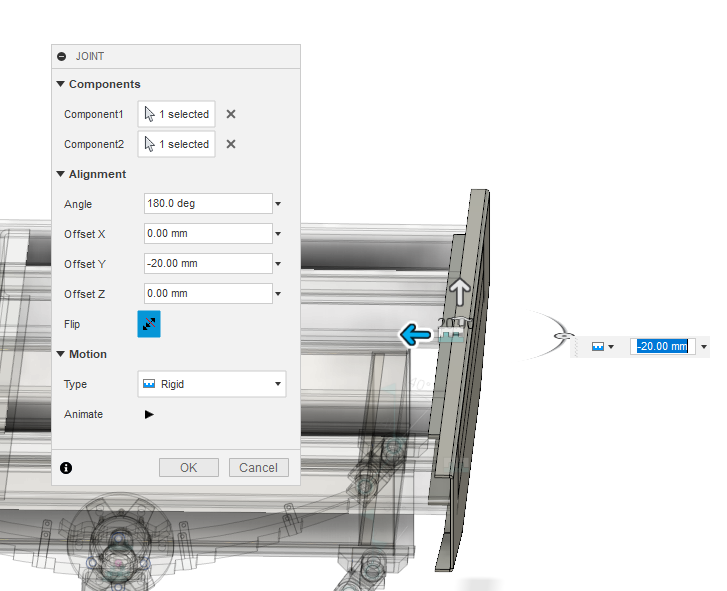 JOINT
Components
Component1 1 selected
Component2 1 selected
Alignment
Angle 180.0 deg
Offset X 0.00 mm
Offset Y -20.00 mm
Offset Z 0.00 mm
Flip
-20.00 mm
Motion
Type Rigid
Animate
OK Cancel